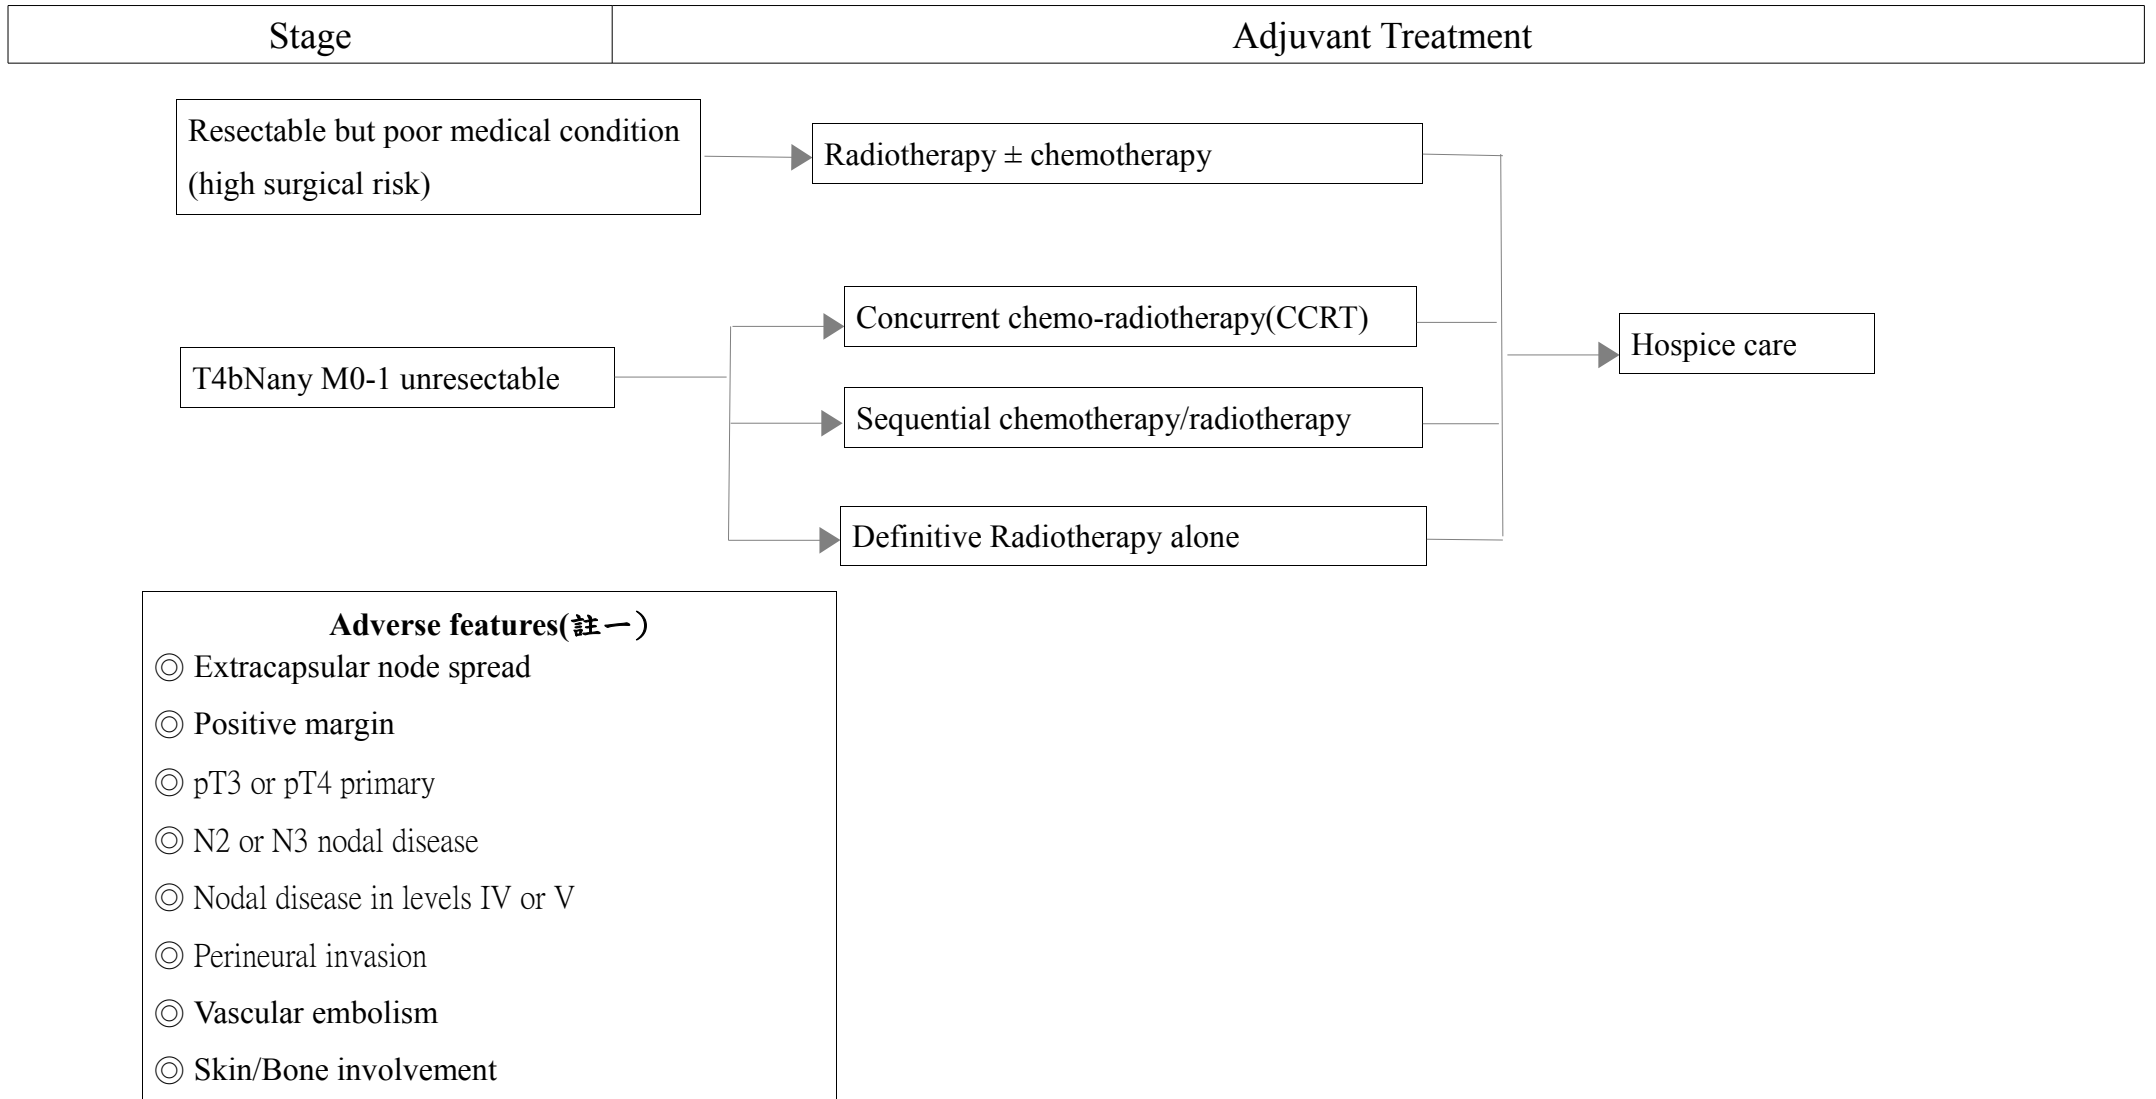 Stage
Adjuvant Treatment
Resectable but poor medical condition
(high surgical risk)
Radiotherapy ± chemotherapy
T4bNany M0-1 unresectable
Concurrent chemo-radiotherapy(CCRT)
Sequential chemotherapy/radiotherapy
Definitive Radiotherapy alone
Hospice care
Adverse features(註一)
◎ Extracapsular node spread
◎ Positive margin
◎ pT3 or pT4 primary
◎ N2 or N3 nodal disease
◎ Nodal disease in levels IV or V
◎ Perineural invasion
◎ Vascular embolism
◎ Skin/Bone involvement